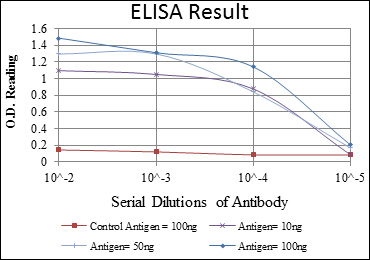 ELISA Result
O.D. Reading
1.6
1.4
1.2
1
0.8
0.6
0.4
0.2
0
10^-2 10^-3 10^-4 10^-5
Serial Dilutions of Antibody
Control Antigen = 100ng Antigen= 10ng
Antigen= 50ng Antigen= 100ng